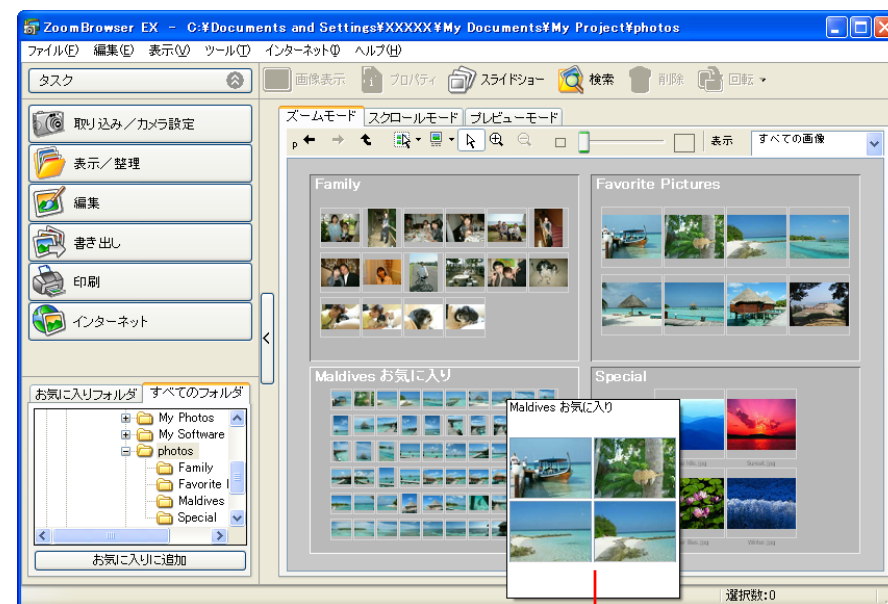 ZoomBrowser EX － C:¥Documents and Settings¥XXXXX¥My Documents¥My Project¥photos
ファイル(F) 編集(E) 表示(V) ツール(T) インターネット(I) ヘルプ(H)
タスク
画像表示 プロパティ スライドショー 検索 削除 回転
取り込み／カメラ設定
表示／整理
編集
書き出し
印刷
インターネット
お気に入りフォルダ すべてのフォルダ
My Photos
My Software
photos
Family
Favorite
Maldives
Special
お気に入りに追加
ズームモード スクロールモード プレビューモード
P
表示 すべての画像
Family
Favorite Pictures
Maldives お気に入り
Special
Maldives お気に入り
Sunset.jpg
Winter.jpg
選択数:0